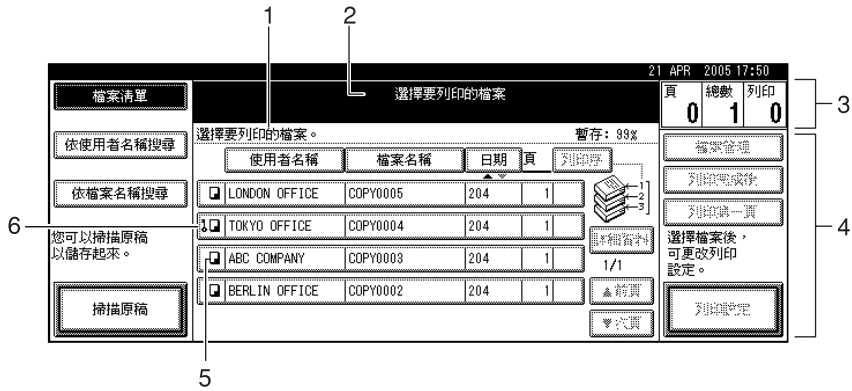 1
2
21 APR 2005 17:50
檔案清單
選擇要列印的檔案
頁 總數 列印
0 1 0
3
依使用者名稱搜尋
選擇要列印的檔案。
暫存: 99%
檔案管理
使用者名稱 檔案名稱 日期 頁 列印序
列印完成後
依檔案名稱搜尋
LONDON OFFICE COPY0005 204 1
1
2
3
列印第一頁
6
TOKYO OFFICE COPY0004 204 1
詳細資料
4
您可以掃描原稿
以儲存起來。
選擇檔案後,
可更改列印
設定。
ABC COMPANY COPY0003 204 1
1/1
BERLIN OFFICE COPY0002 204 1
▲前頁
掃描原稿
列印設定
▼次頁
5